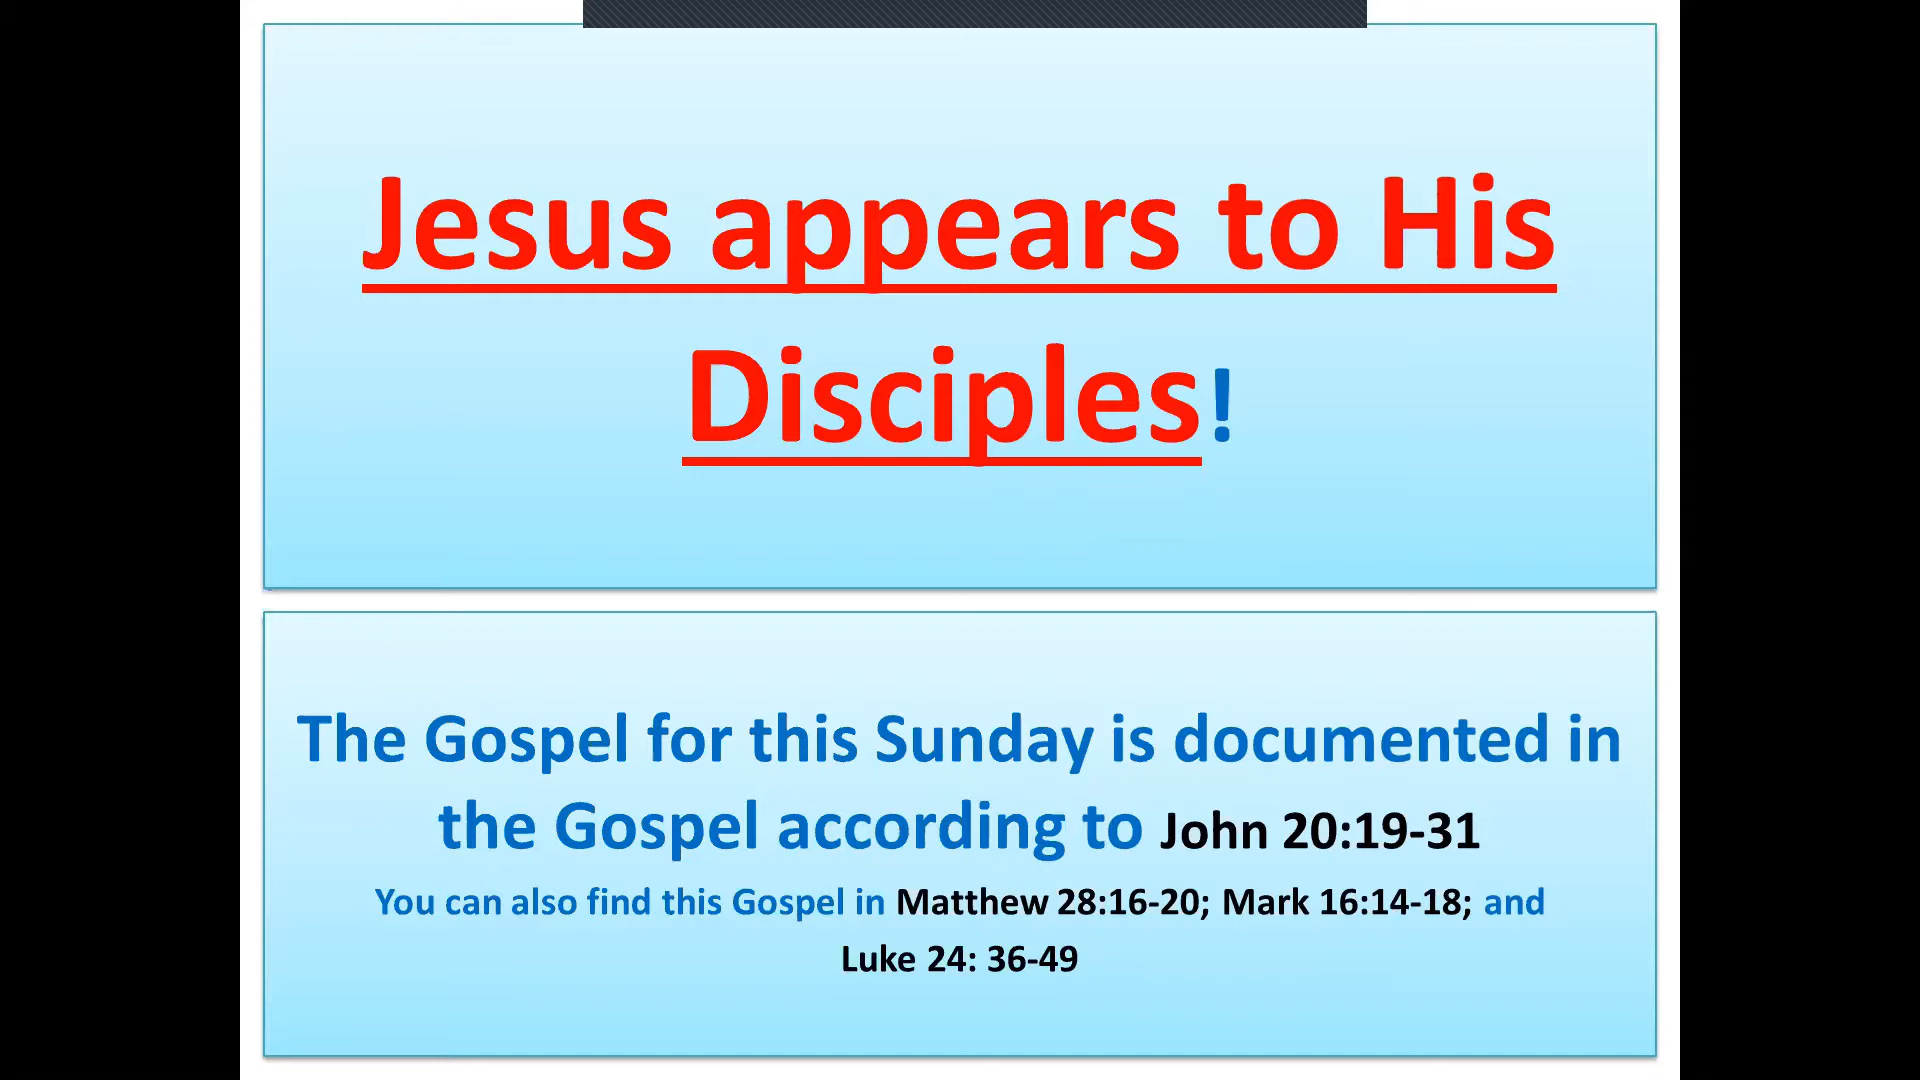 Jesus appears to His
Disciples!
The Gospel for this Sunday is documented in
the Gospel according to John 20:19-31
You can also find this Gospel in Matthew 28:16-20; Mark 16:14-18; and
Luke 24: 36-49